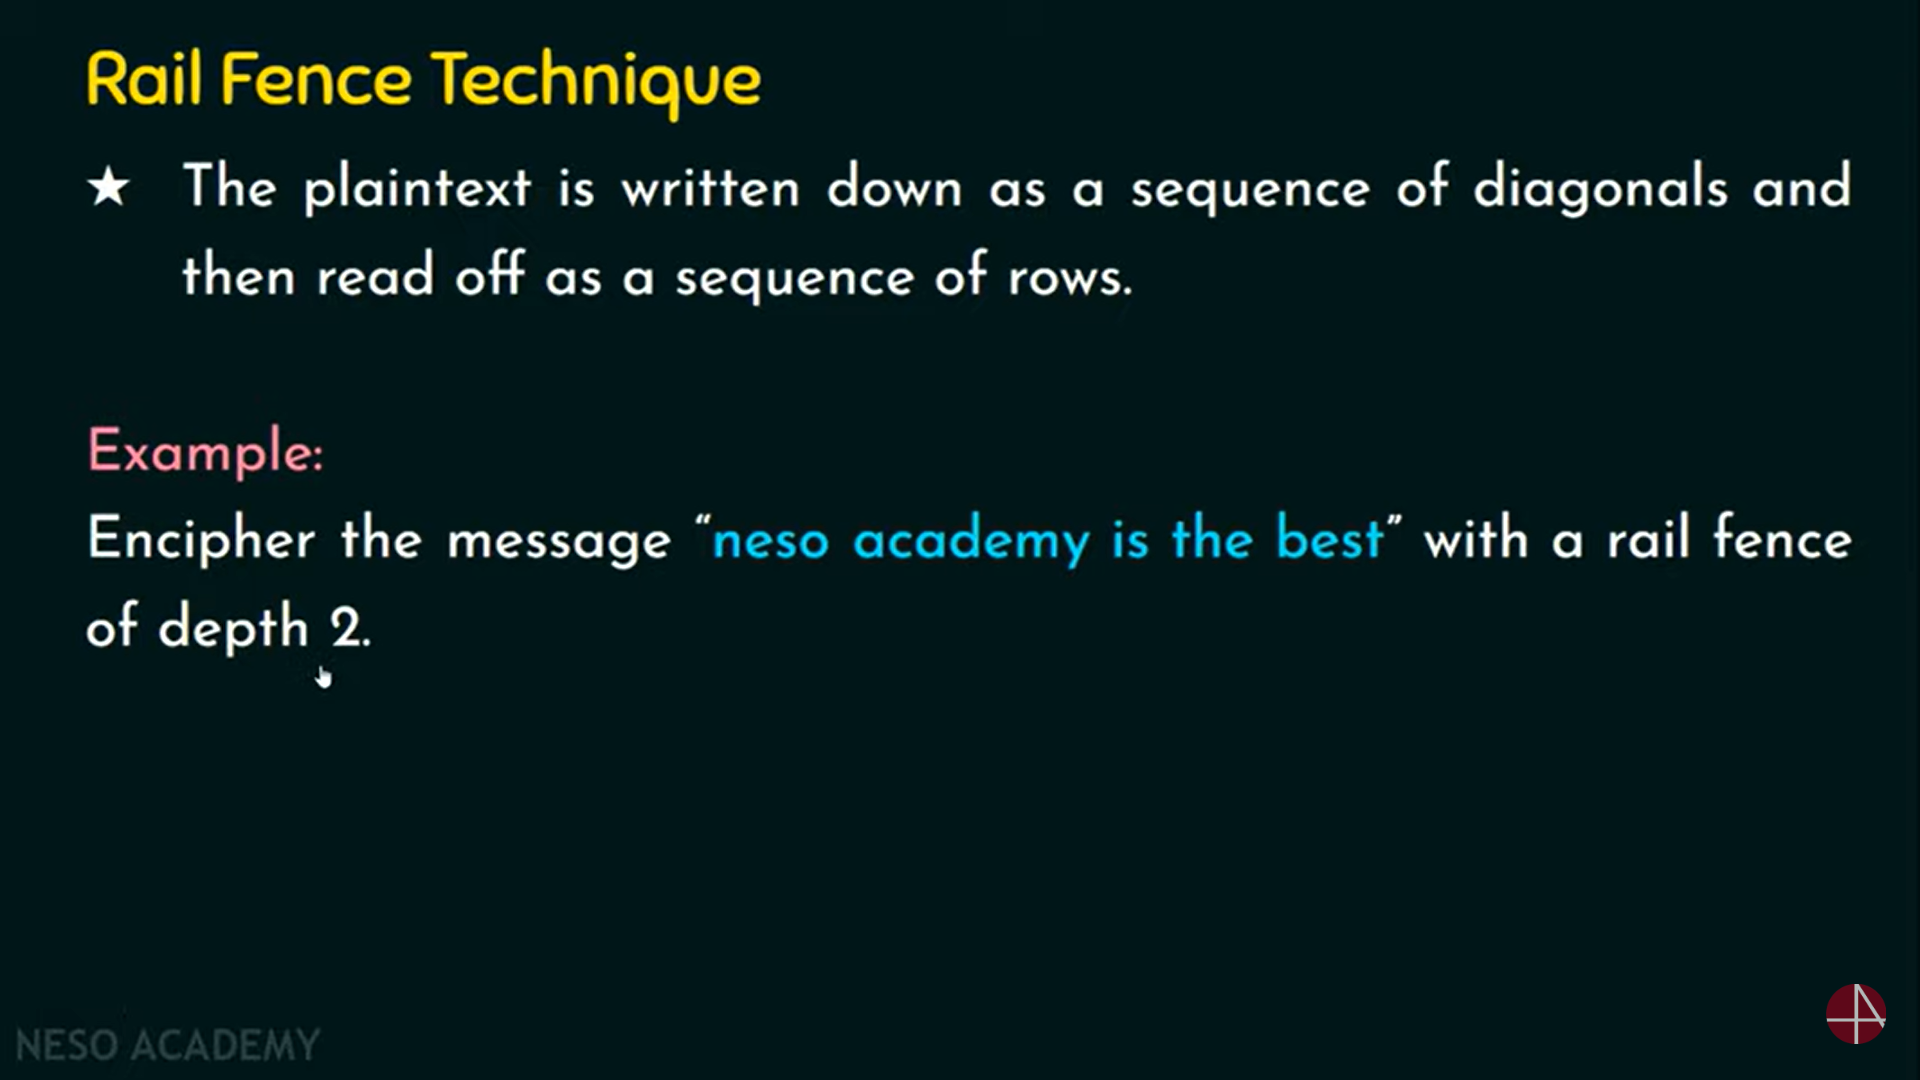 Rail Fence Technique
★ The plaintext is written down as a sequence of diagonals and
then read off as a sequence of rows.
Example:
Encipher the message “neso academy is the best” with a rail fence
of depth 2.
NESO ACADEMY